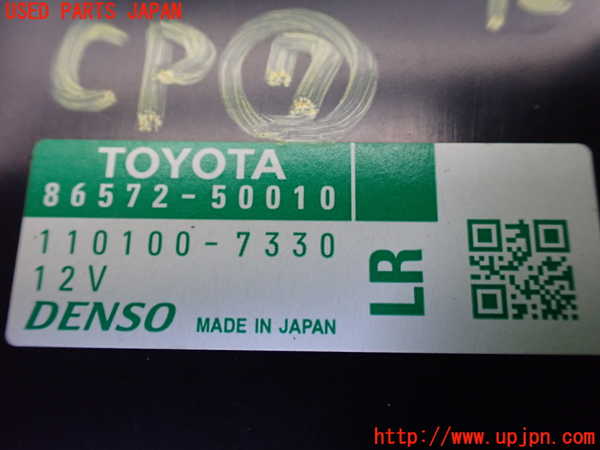 USED PARTS JAPAN
CP⑦
TOYOTA
86572-50010
110100-7330
12V
DENSO MADE IN JAPAN
LR
http://www.upjpn.com/